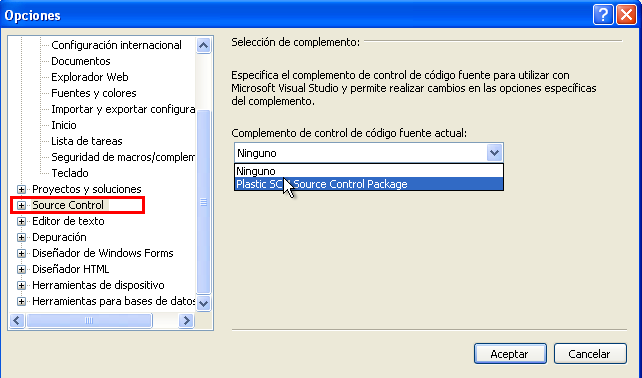 Opciones
Configuración internacional
Documentos
Explorador Web
Fuentes y colores
Importar y exportar configura
Inicio
Lista de tareas
Seguridad de macros/complem
Teclado
Proyectos y soluciones
Source Control
Editor de texto
Depuración
Diseñador de Windows Forms
Diseñador HTML
Herramientas de dispositivo
Herramientas para bases de datos
Selección de complemento:
Especifica el complemento de control de código fuente para utilizar con
Microsoft Visual Studio y permite realizar cambios en las opciones específicas
del complemento.
Complemento de control de código fuente actual:
Ninguno
Ninguno
Plastic SCM Source Control Package
Aceptar
Cancelar